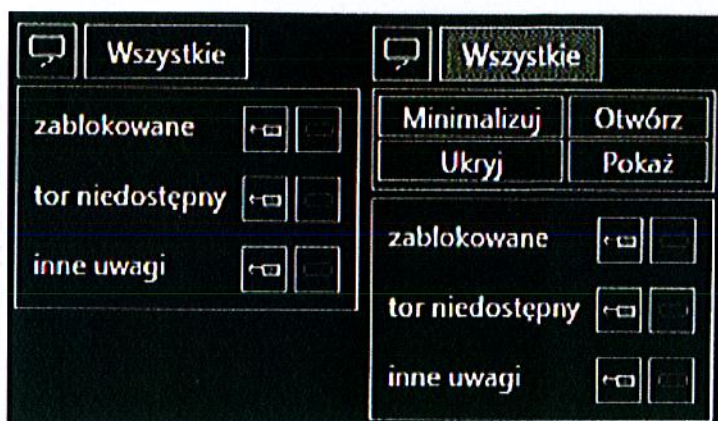 Wszystkie
zablokowane
tor niedostępny
inne uwagi
Wszystkie
Minimalizuj Otwórz
Ukryj Pokaż
zablokowane
tor niedostępny
inne uwagi